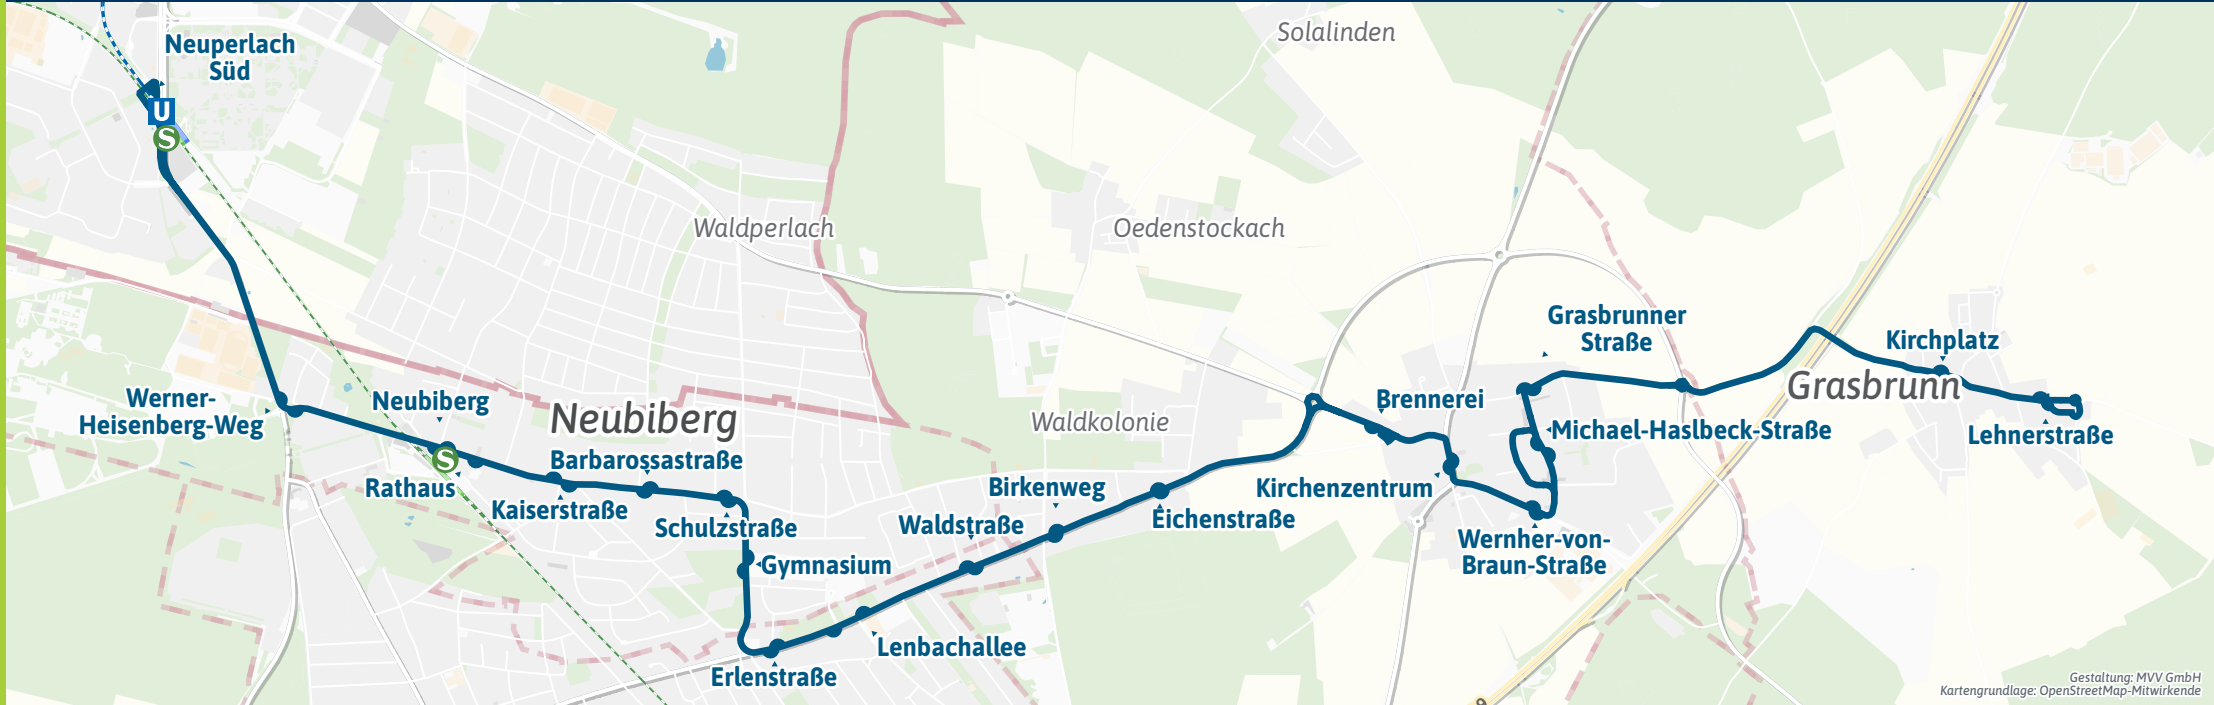 Solalinden
Neuperlach
Süd
U
S
Waldperlach
Oedenstockach
Grasbrunner
Straße
Kirchplatz
Grasbrunn
Werner-
Heisenberg-Weg
Neubiberg
Neubiberg
S
Waldkolonie
Brennerei
Michael-Haslbeck-Straße
Lehnerstraße
Barbarossastraße
Rathaus
Kaiserstraße
Schulzstraße
Birkenweg
Kirchenzentrum
Waldstraße
Eichenstraße
Wernher-von-
Braun-Straße
Gymnasium
Lenbachallee
Erlenstraße
Gestaltung: MVV GmbH
Kartengrundlage: OpenStreetMap-Mitwirkende